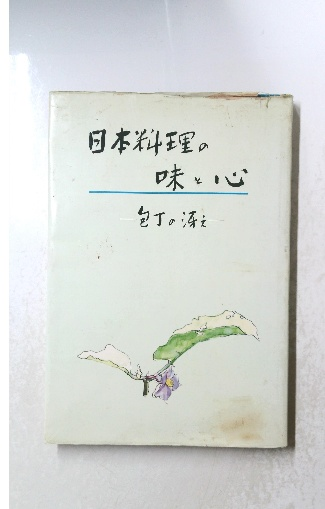 日本料理の
味と心
包丁の冴え